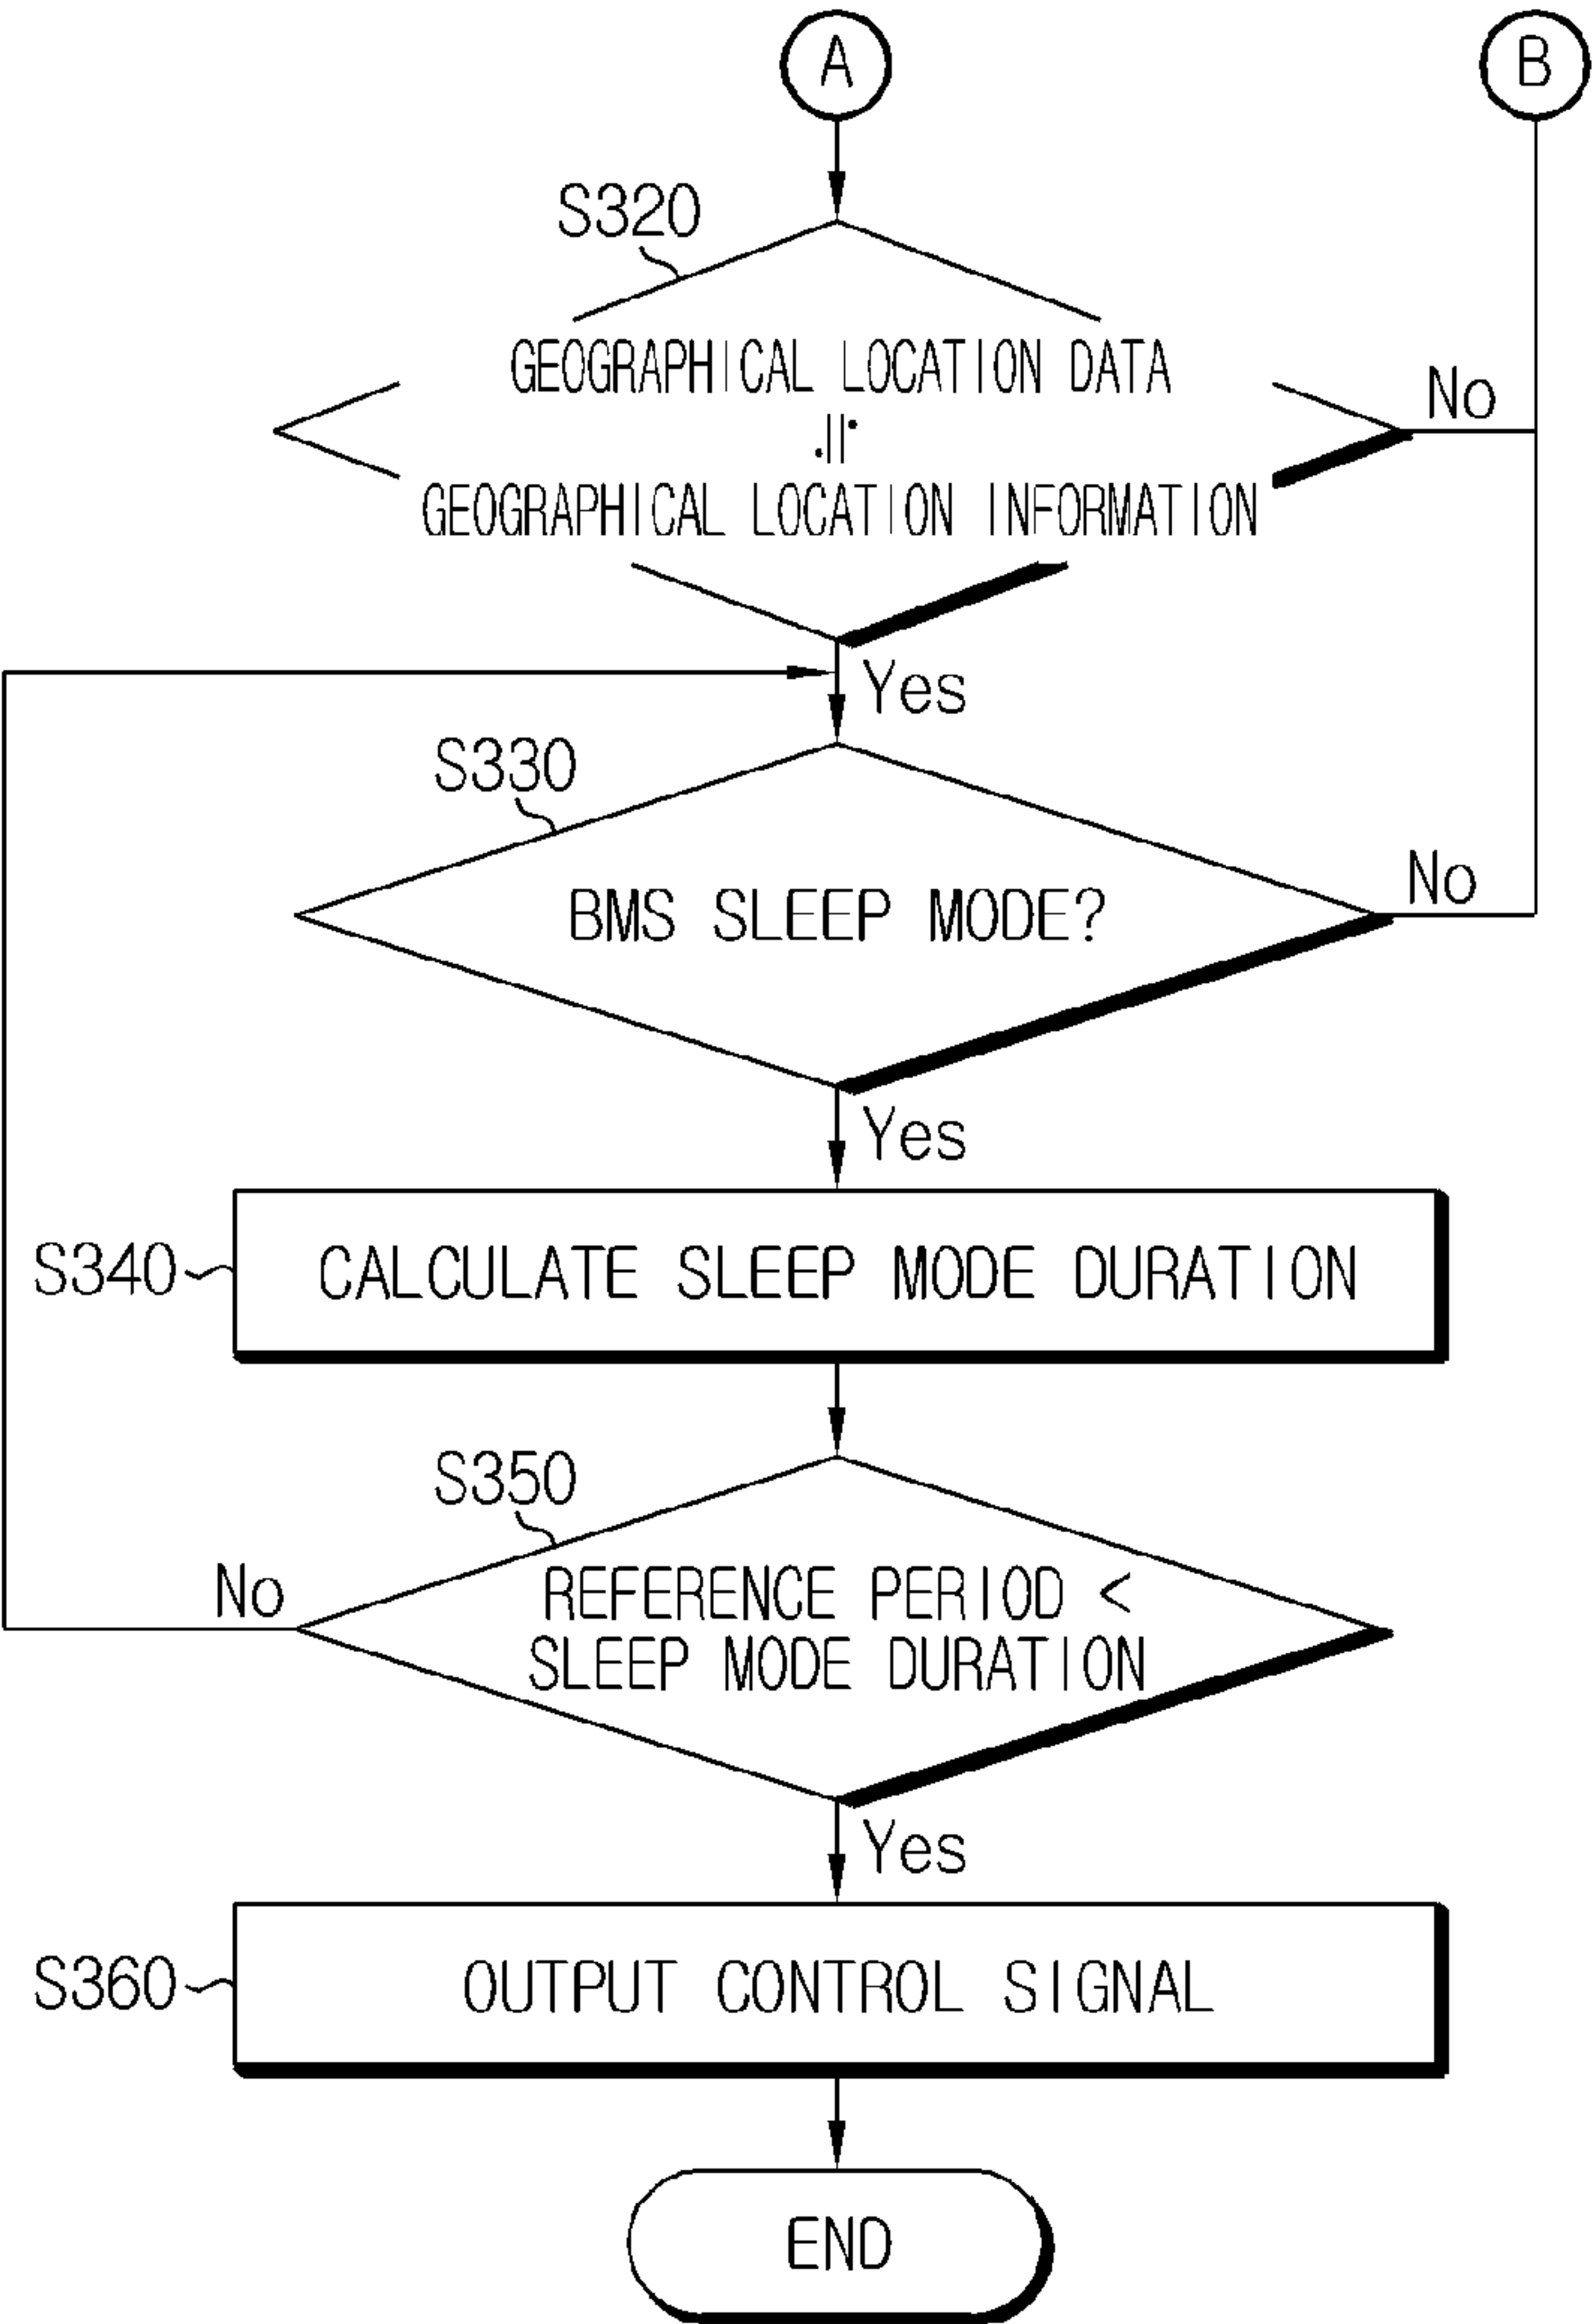 A
B
S320
GEOGRAPHICAL LOCATION DATA
.||·
GEOGRAPHICAL LOCATION INFORMATION
No
Yes
S330
BMS SLEEP MODE?
No
Yes
S340
CALCULATE SLEEP MODE DURATION
S350
REFERENCE PERIOD <
SLEEP MODE DURATION
No
Yes
S360
OUTPUT CONTROL SIGNAL
END